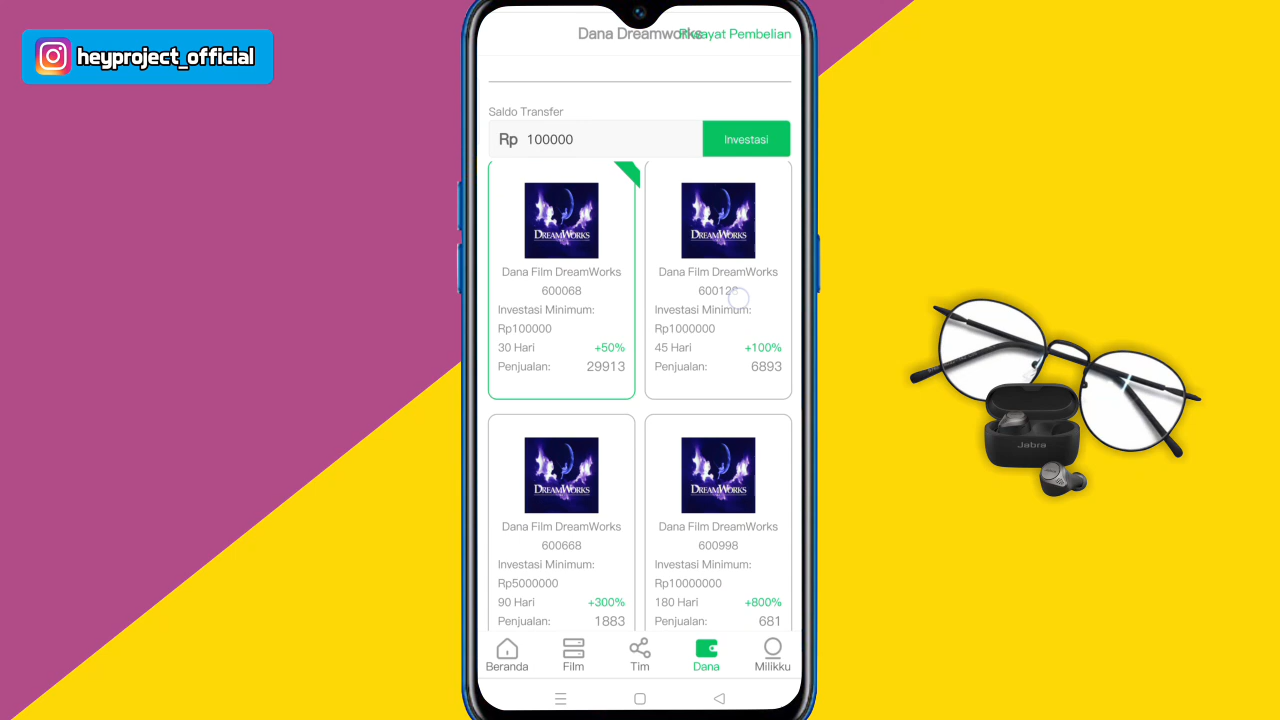 heyproject_official
Dana Dreamworks
Riwayat Pembelian
Saldo Transfer
Rp 100000
Investasi
DREAMWORKS
Dana Film DreamWorks
600068
Investasi Minimum:
Rp100000
30 Hari +50%
Penjualan: 29913
DREAMWORKS
Dana Film DreamWorks
600128
Investasi Minimum:
Rp1000000
45 Hari +100%
Penjualan: 6893
DREAMWORKS
Dana Film DreamWorks
600668
Investasi Minimum:
Rp5000000
90 Hari +300%
Penjualan: 1883
DREAMWORKS
Dana Film DreamWorks
600998
Investasi Minimum:
Rp10000000
180 Hari +800%
Penjualan: 681
Beranda
Film
Tim
Dana
Milikku
Jabra